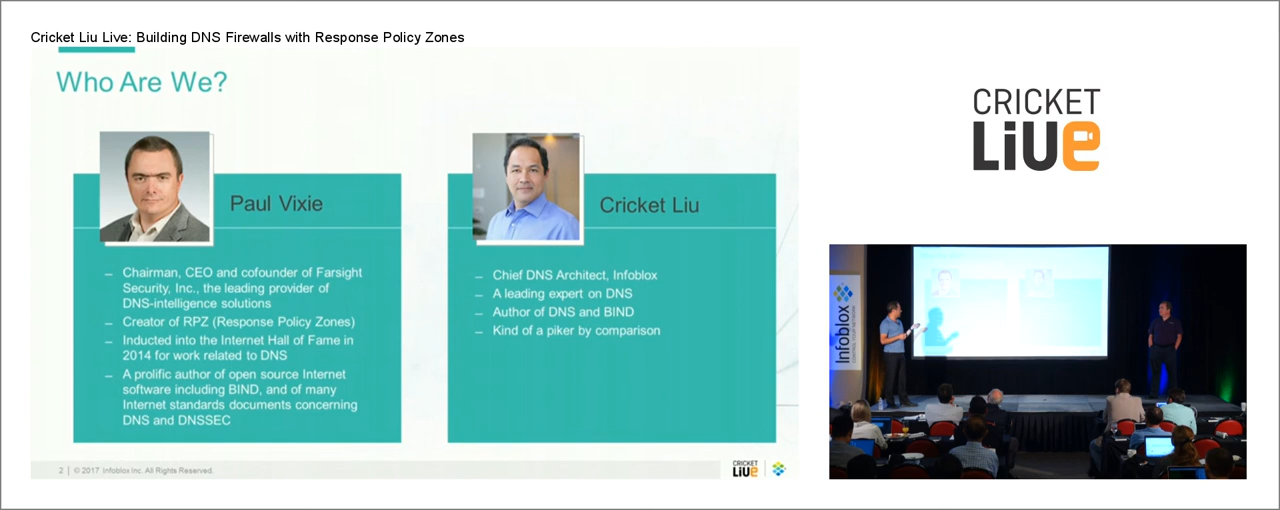 Cricket Liu Live: Building DNS Firewalls with Response Policy Zones
Who Are We?
Paul Vixie
– Chairman, CEO and cofounder of Farsight
Security, Inc., the leading provider of
DNS-intelligence solutions
– Creator of RPZ (Response Policy Zones)
– Inducted into the Internet Hall of Fame in
2014 for work related to DNS
– A prolific author of open source Internet
software including BIND, and of many
Internet standards documents concerning
DNS and DNSSEC
Cricket Liu
– Chief DNS Architect, Infoblox
– A leading expert on DNS
– Author of DNS and BIND
– Kind of a piker by comparison
2 | © 2017 Infoblox Inc. All Rights Reserved.
CRICKET
LiUe
CRICKET
LiUe
Infoblox
CONTROL YOUR NETWORK